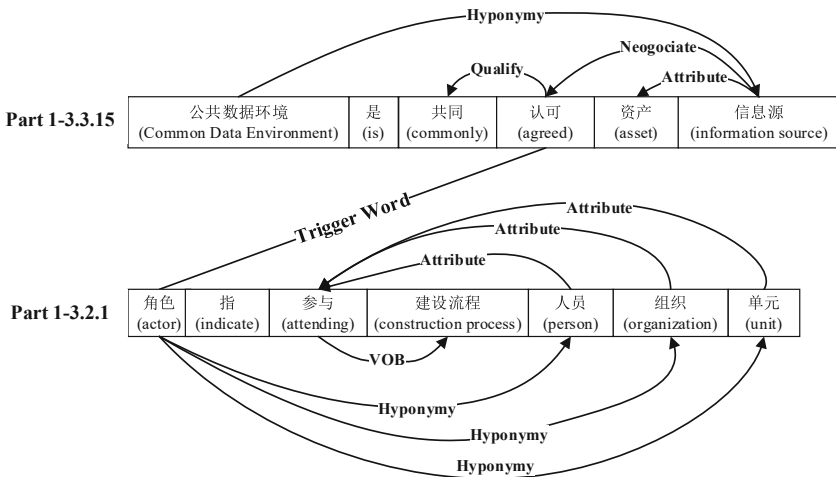 Hyponymy
Neogociate
Qualify
Attribute
Part 1-3.3.15
公共数据环境 是 共同 认可 资产 信息源
(Common Data Environment) (is) (commonly) (agreed) (asset) (information source)
Trigger Word
Attribute
Attribute
Attribute
Part 1-3.2.1
角色 指 参与 建设流程 人员 组织 单元
(actor) (indicate) (attending) (construction process) (person) (organization) (unit)
VOB
Hyponymy
Hyponymy
Hyponymy